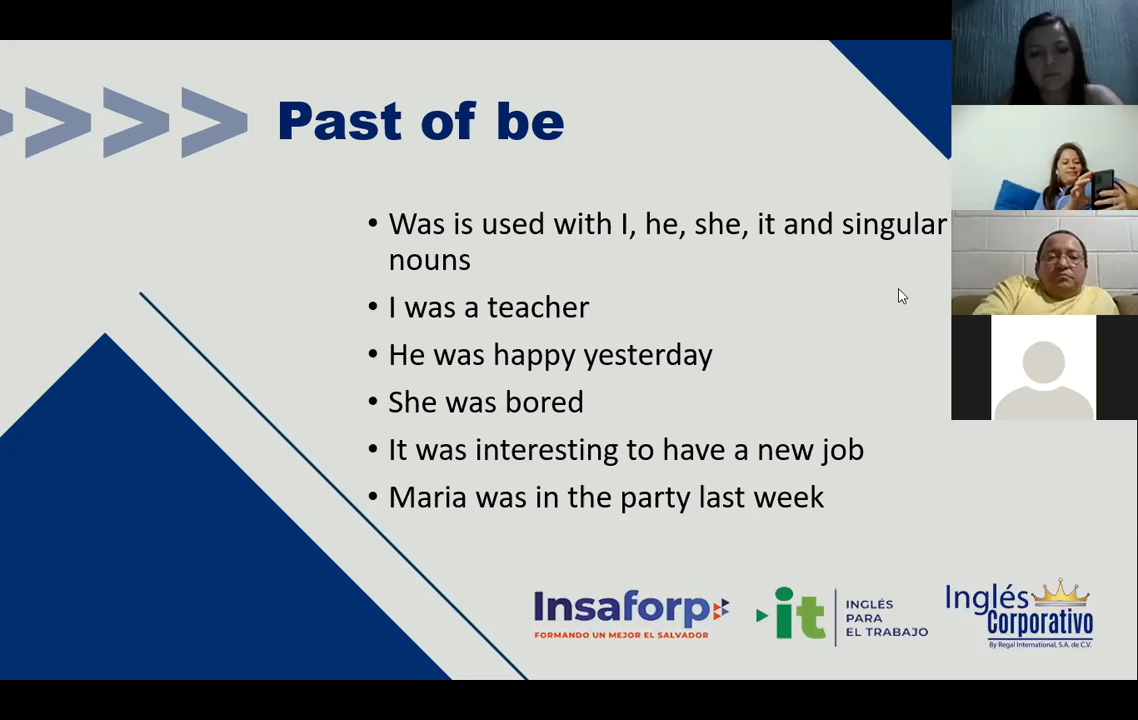 Past of be
• Was is used with I, he, she, it and singular
nouns
• I was a teacher
• He was happy yesterday
• She was bored
• It was interesting to have a new job
• Maria was in the party last week
Insaforp
FORMANDO UN MEJOR EL SALVADOR
it
INGLÉS
PARA
EL TRABAJO
Inglés
Corporativo
By Regal International, S.A. de C.V.